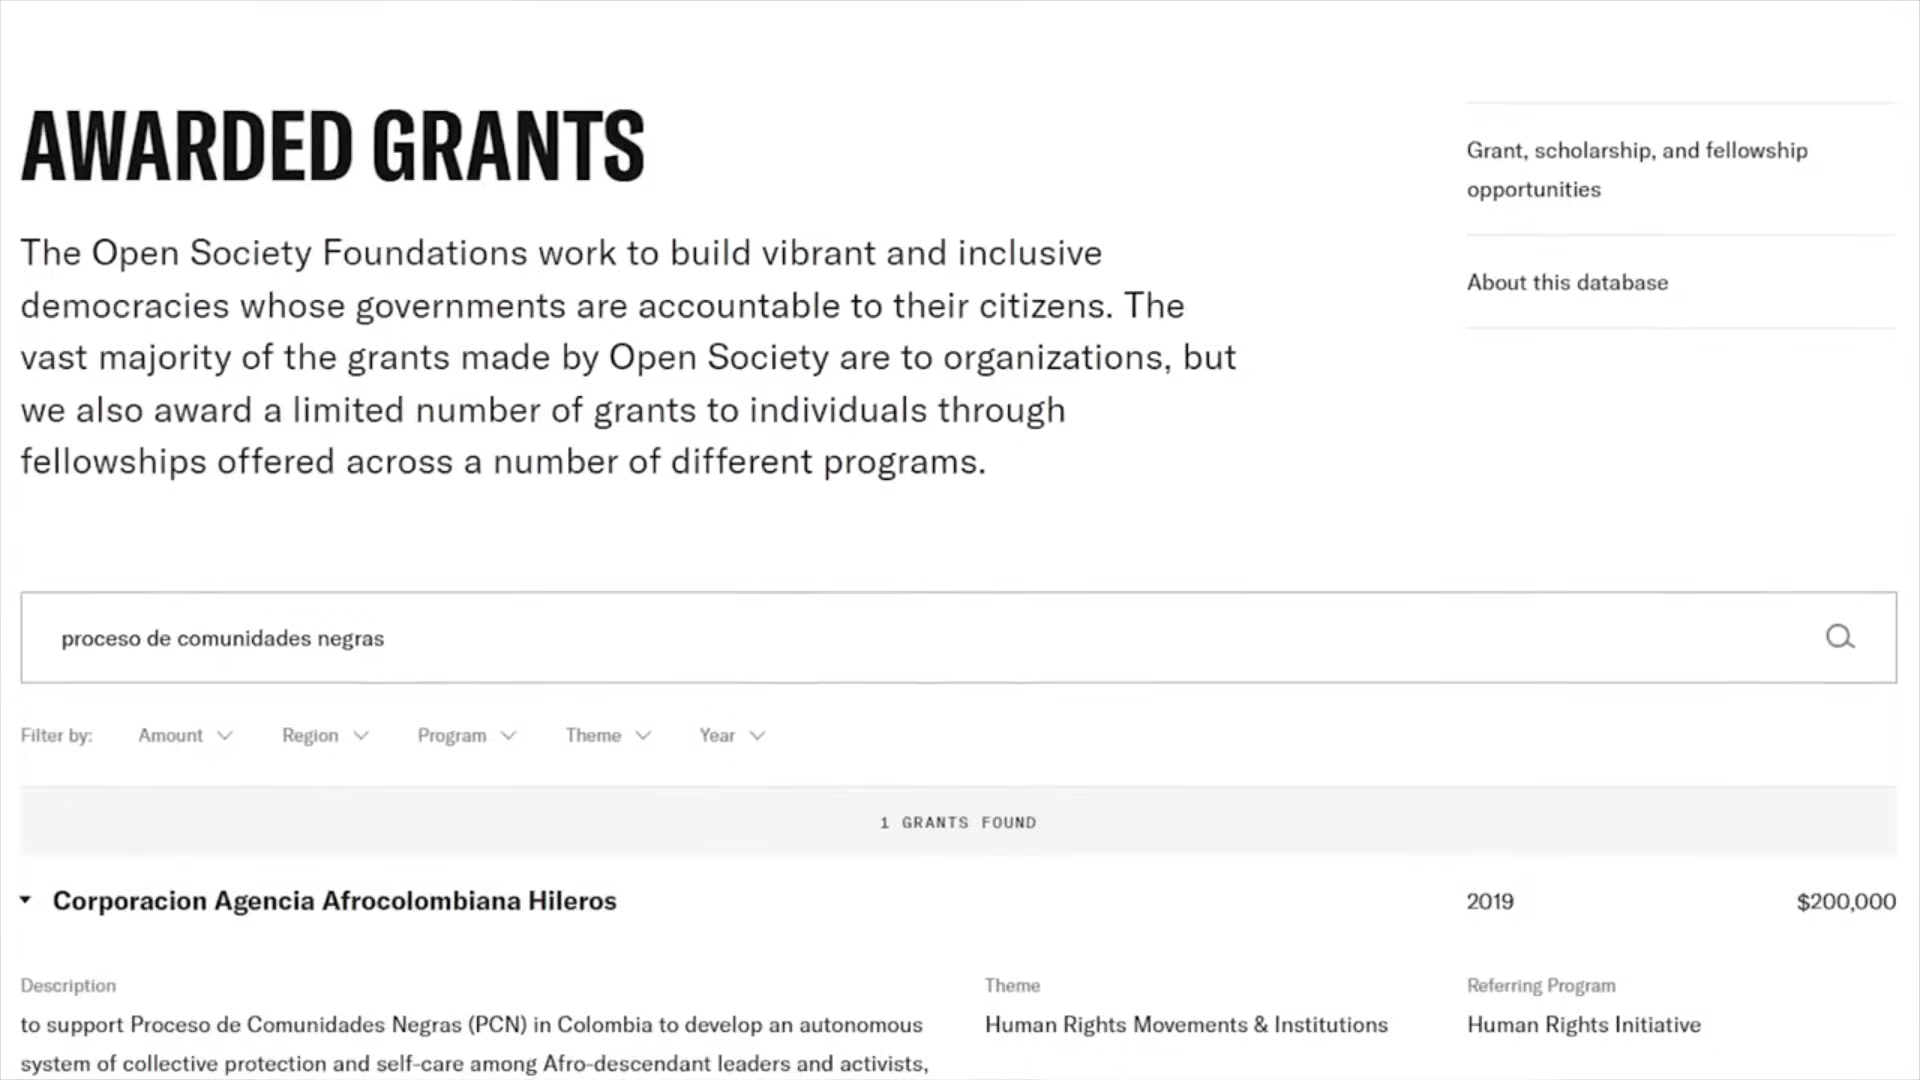 AWARDED GRANTS
The Open Society Foundations work to build vibrant and inclusive
democracies whose governments are accountable to their citizens. The
vast majority of the grants made by Open Society are to organizations, but
we also award a limited number of grants to individuals through
fellowships offered across a number of different programs.
Grant, scholarship, and fellowship
opportunities
About this database
proceso de comunidades negras
Filter by: Amount Region Program Theme Year
1 GRANTS FOUND
Corporacion Agencia Afrocolombiana Hileros 2019 $200,000
Description
to support Proceso de Comunidades Negras (PCN) in Colombia to develop an autonomous
system of collective protection and self-care among Afro-descendant leaders and activists,
Theme
Human Rights Movements & Institutions
Referring Program
Human Rights Initiative